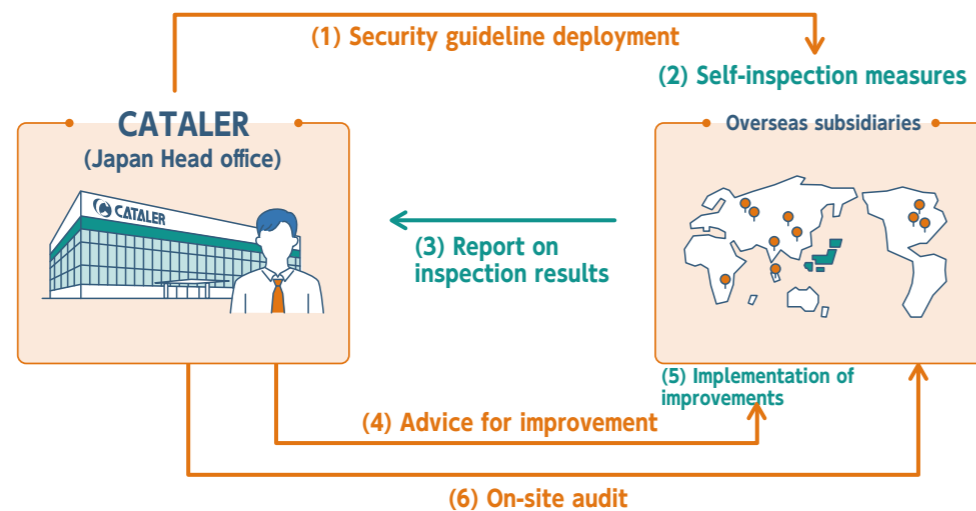 (1) Security guideline deployment
(2) Self-inspection measures
CATALER
(Japan Head office)
CATALER
Overseas subsidiaries
(3) Report on
inspection results
(5) Implementation of
improvements
(4) Advice for improvement
(6) On-site audit